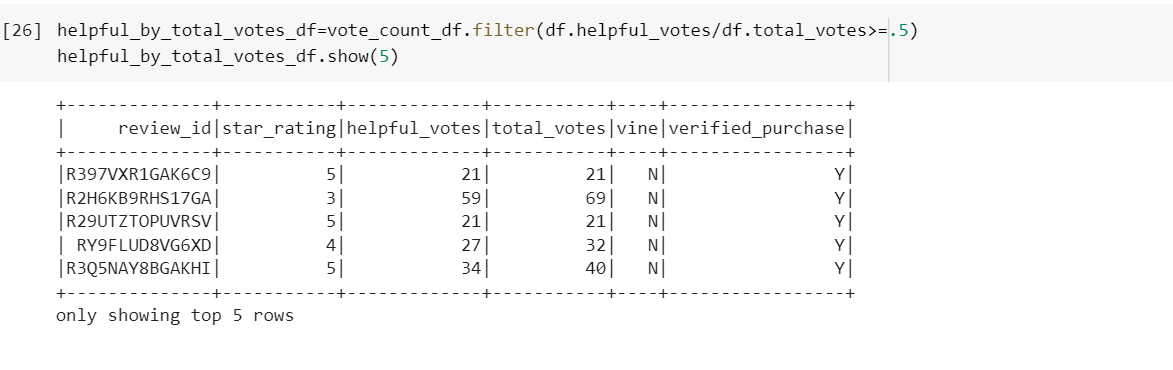 [26] helpful_by_total_votes_df=vote_count_df.filter(df.helpful_votes/df.total_votes>=.5)
helpful_by_total_votes_df.show(5)
+--------------+-----------+-------------+-----------+----+-----------------+
|     review_id|star_rating|helpful_votes|total_votes|vine|verified_purchase|
+--------------+-----------+-------------+-----------+----+-----------------+
|R397VXR1GAK6C9|          5|           21|         21|   N|                Y|
|R2H6KB9RHS17GA|          3|           59|         69|   N|                Y|
|R29UTZTOPUVRSV|          5|           21|         21|   N|                Y|
| RY9FLUD8VG6XD|          4|           27|         32|   N|                Y|
|R3Q5NAY8BGAKHI|          5|           34|         40|   N|                Y|
+--------------+-----------+-------------+-----------+----+-----------------+
only showing top 5 rows